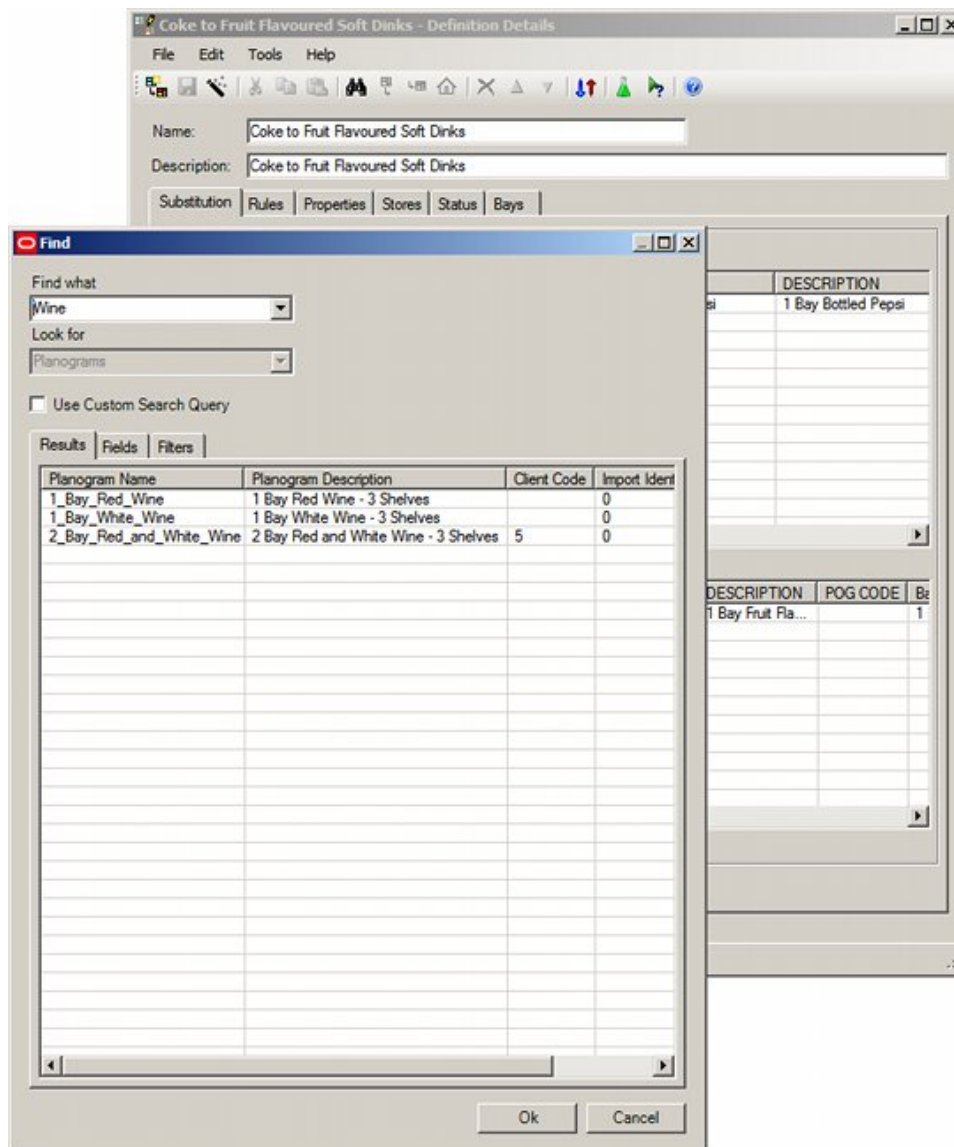 Coke to Fruit Flavoured Soft Dinks - Definition Details
File Edit Tools Help
Name: Coke to Fruit Flavoured Soft Dinks
Description: Coke to Fruit Flavoured Soft Dinks
Substitution Rules Properties Stores Status Bays
DESCRIPTION
1 Bay Bottled Pepsi
DESCRIPTION POG CODE
1 Bay Fruit Fla... 1
Find
Find what
Wine
Look for
Planograms
Use Custom Search Query
Results Fields Filters
Planogram Name Planogram Description Client Code Import Ident
1_Bay_Red_Wine 1 Bay Red Wine - 3 Shelves 0
1_Bay_White_Wine 1 Bay White Wine - 3 Shelves 0
2_Bay_Red_and_White_Wine 2 Bay Red and White Wine - 3 Shelves 5 0
Ok Cancel